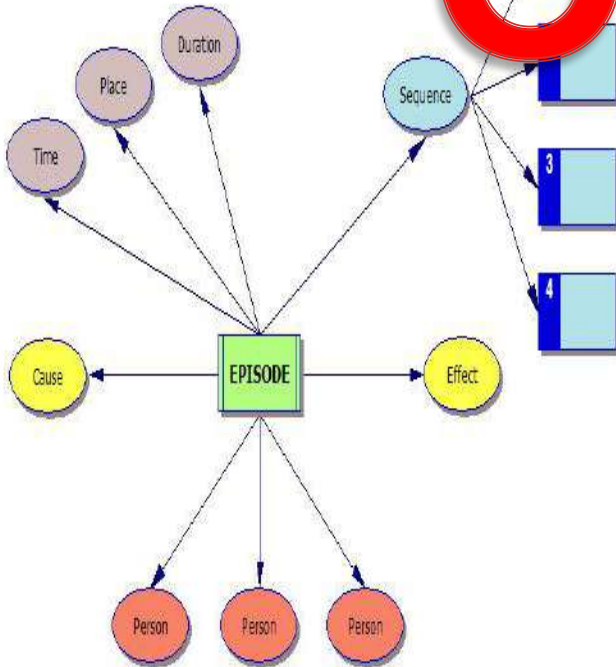 Duration
Place
Sequence
Time
3
4
Cause
EPISODE
Effect
Person
Person
Person